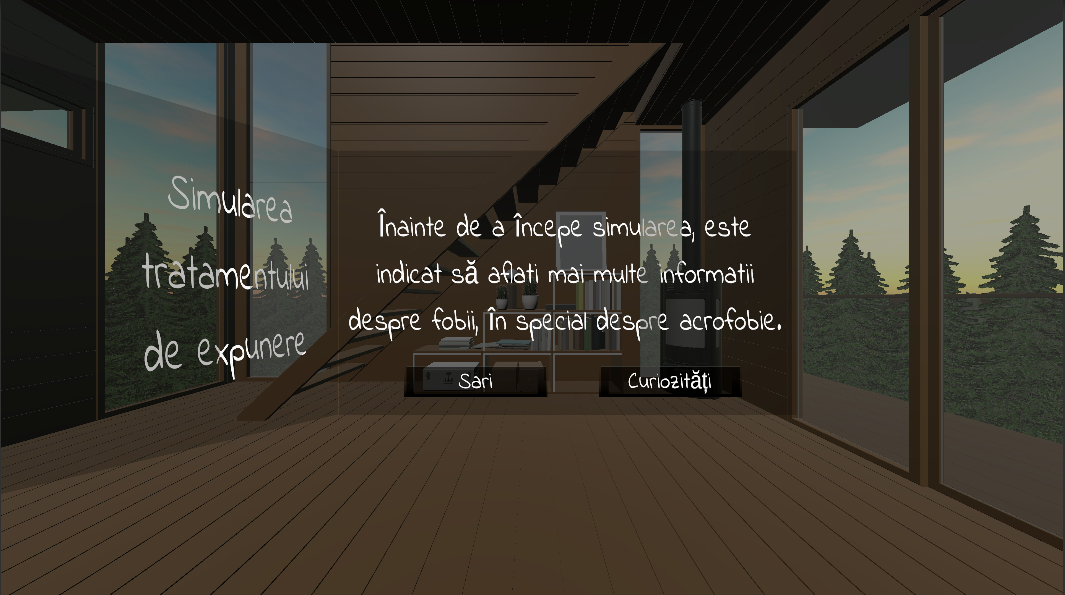 Simularea
tratamentului
de expunere
Înainte de a începe simularea, este
indicat să aflati mai multe informatii
despre fobii, în special despre acrofobie.
Sari
Curiozități